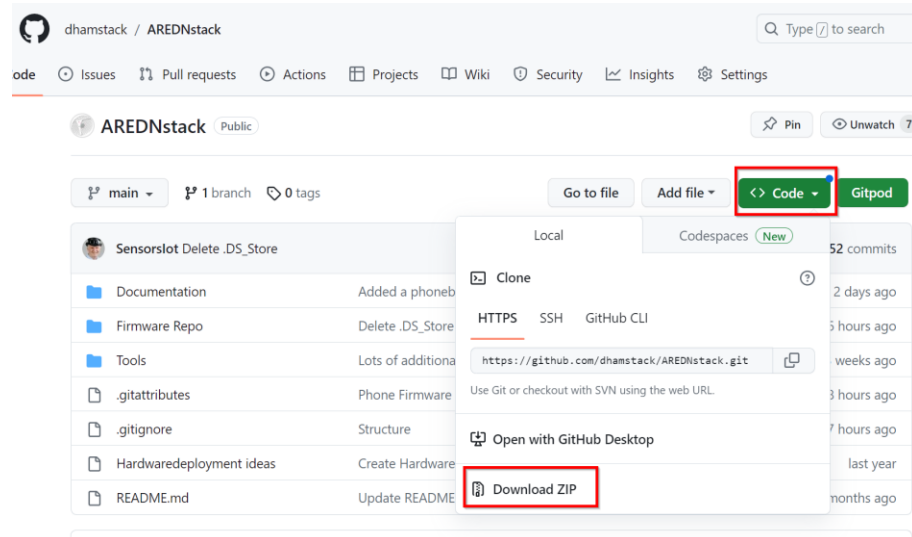 dhamstack / AREDNstack
Type / to search
ode Issues Pull requests Actions Projects Wiki Security Insights Settings
AREDNstack Public
Pin Unwatch 7
main 1 branch 0 tags
Go to file Add file <> Code Gitpod
Sensorslot Delete .DS_Store
52 commits
Local Codespaces New
Clone
HTTPS SSH GitHub CLI
https://github.com/dhamstack/AREDNstack.git
Use Git or checkout with SVN using the web URL.
Open with GitHub Desktop
Download ZIP
Documentation Added a phoneb 2 days ago
Firmware Repo Delete .DS_Store 5 hours ago
Tools Lots of additiona weeks ago
.gitattributes Phone Firmware 3 hours ago
.gitignore Structure 7 hours ago
Hardwaredeployment ideas Create Hardware last year
README.md Update README months ago